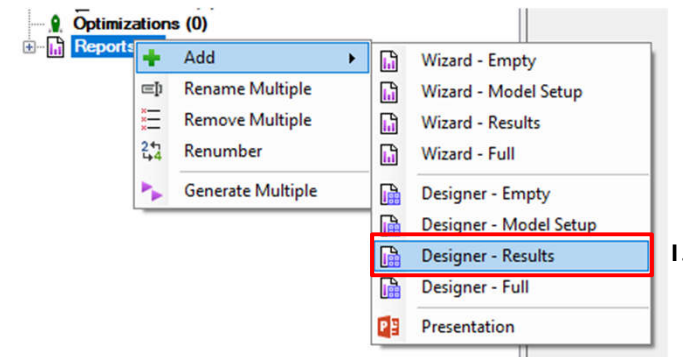 Optimizations (0)
Reports
Add
Rename Multiple
Remove Multiple
Renumber
Generate Multiple
Wizard - Empty
Wizard - Model Setup
Wizard - Results
Wizard - Full
Designer - Empty
Designer - Model Setup
Designer - Results
Designer - Full
Presentation